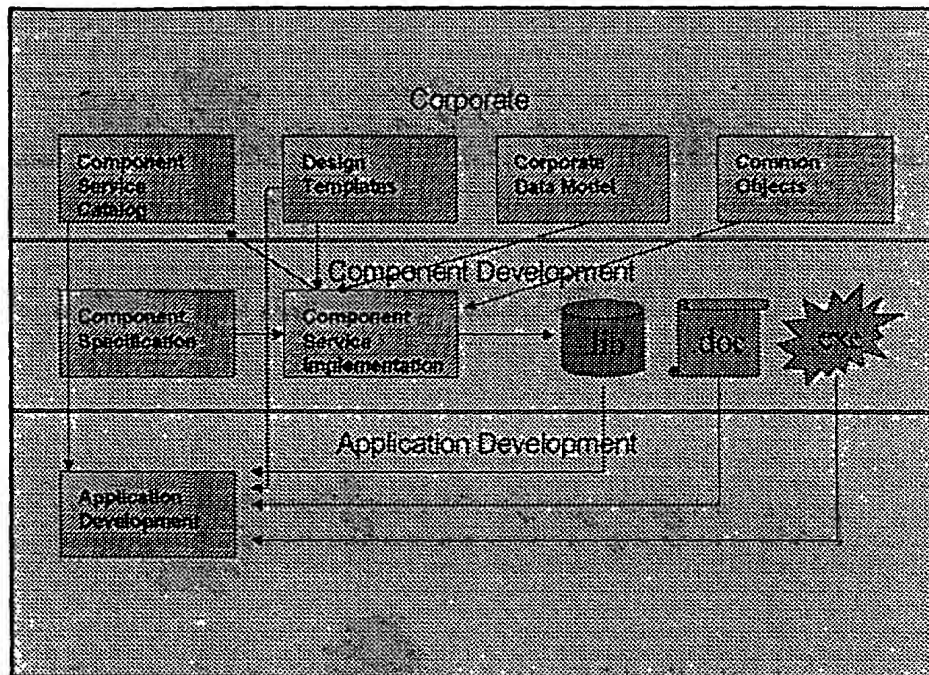 Corporate
Component
Service
Catalog
Design
Templates
Corporate
Data Model
Common
Objects
Component Development
Component
Specification
Component
Service
Implementation
.lib
.doc
.exe
Application Development
Application
Development